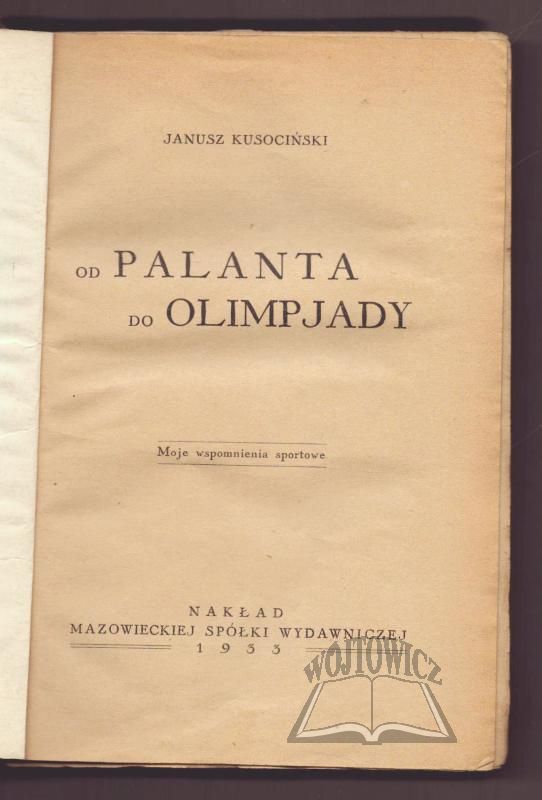 JANUSZ KUSOCIŃSKI
OD PALANTA
DO OLIMPJADY
Moje wspomnienia sportowe
NAKŁAD
MAZOWIECKIEJ SPÓŁKI WYDAWNICZEJ
1933
WÓJTOWICZ